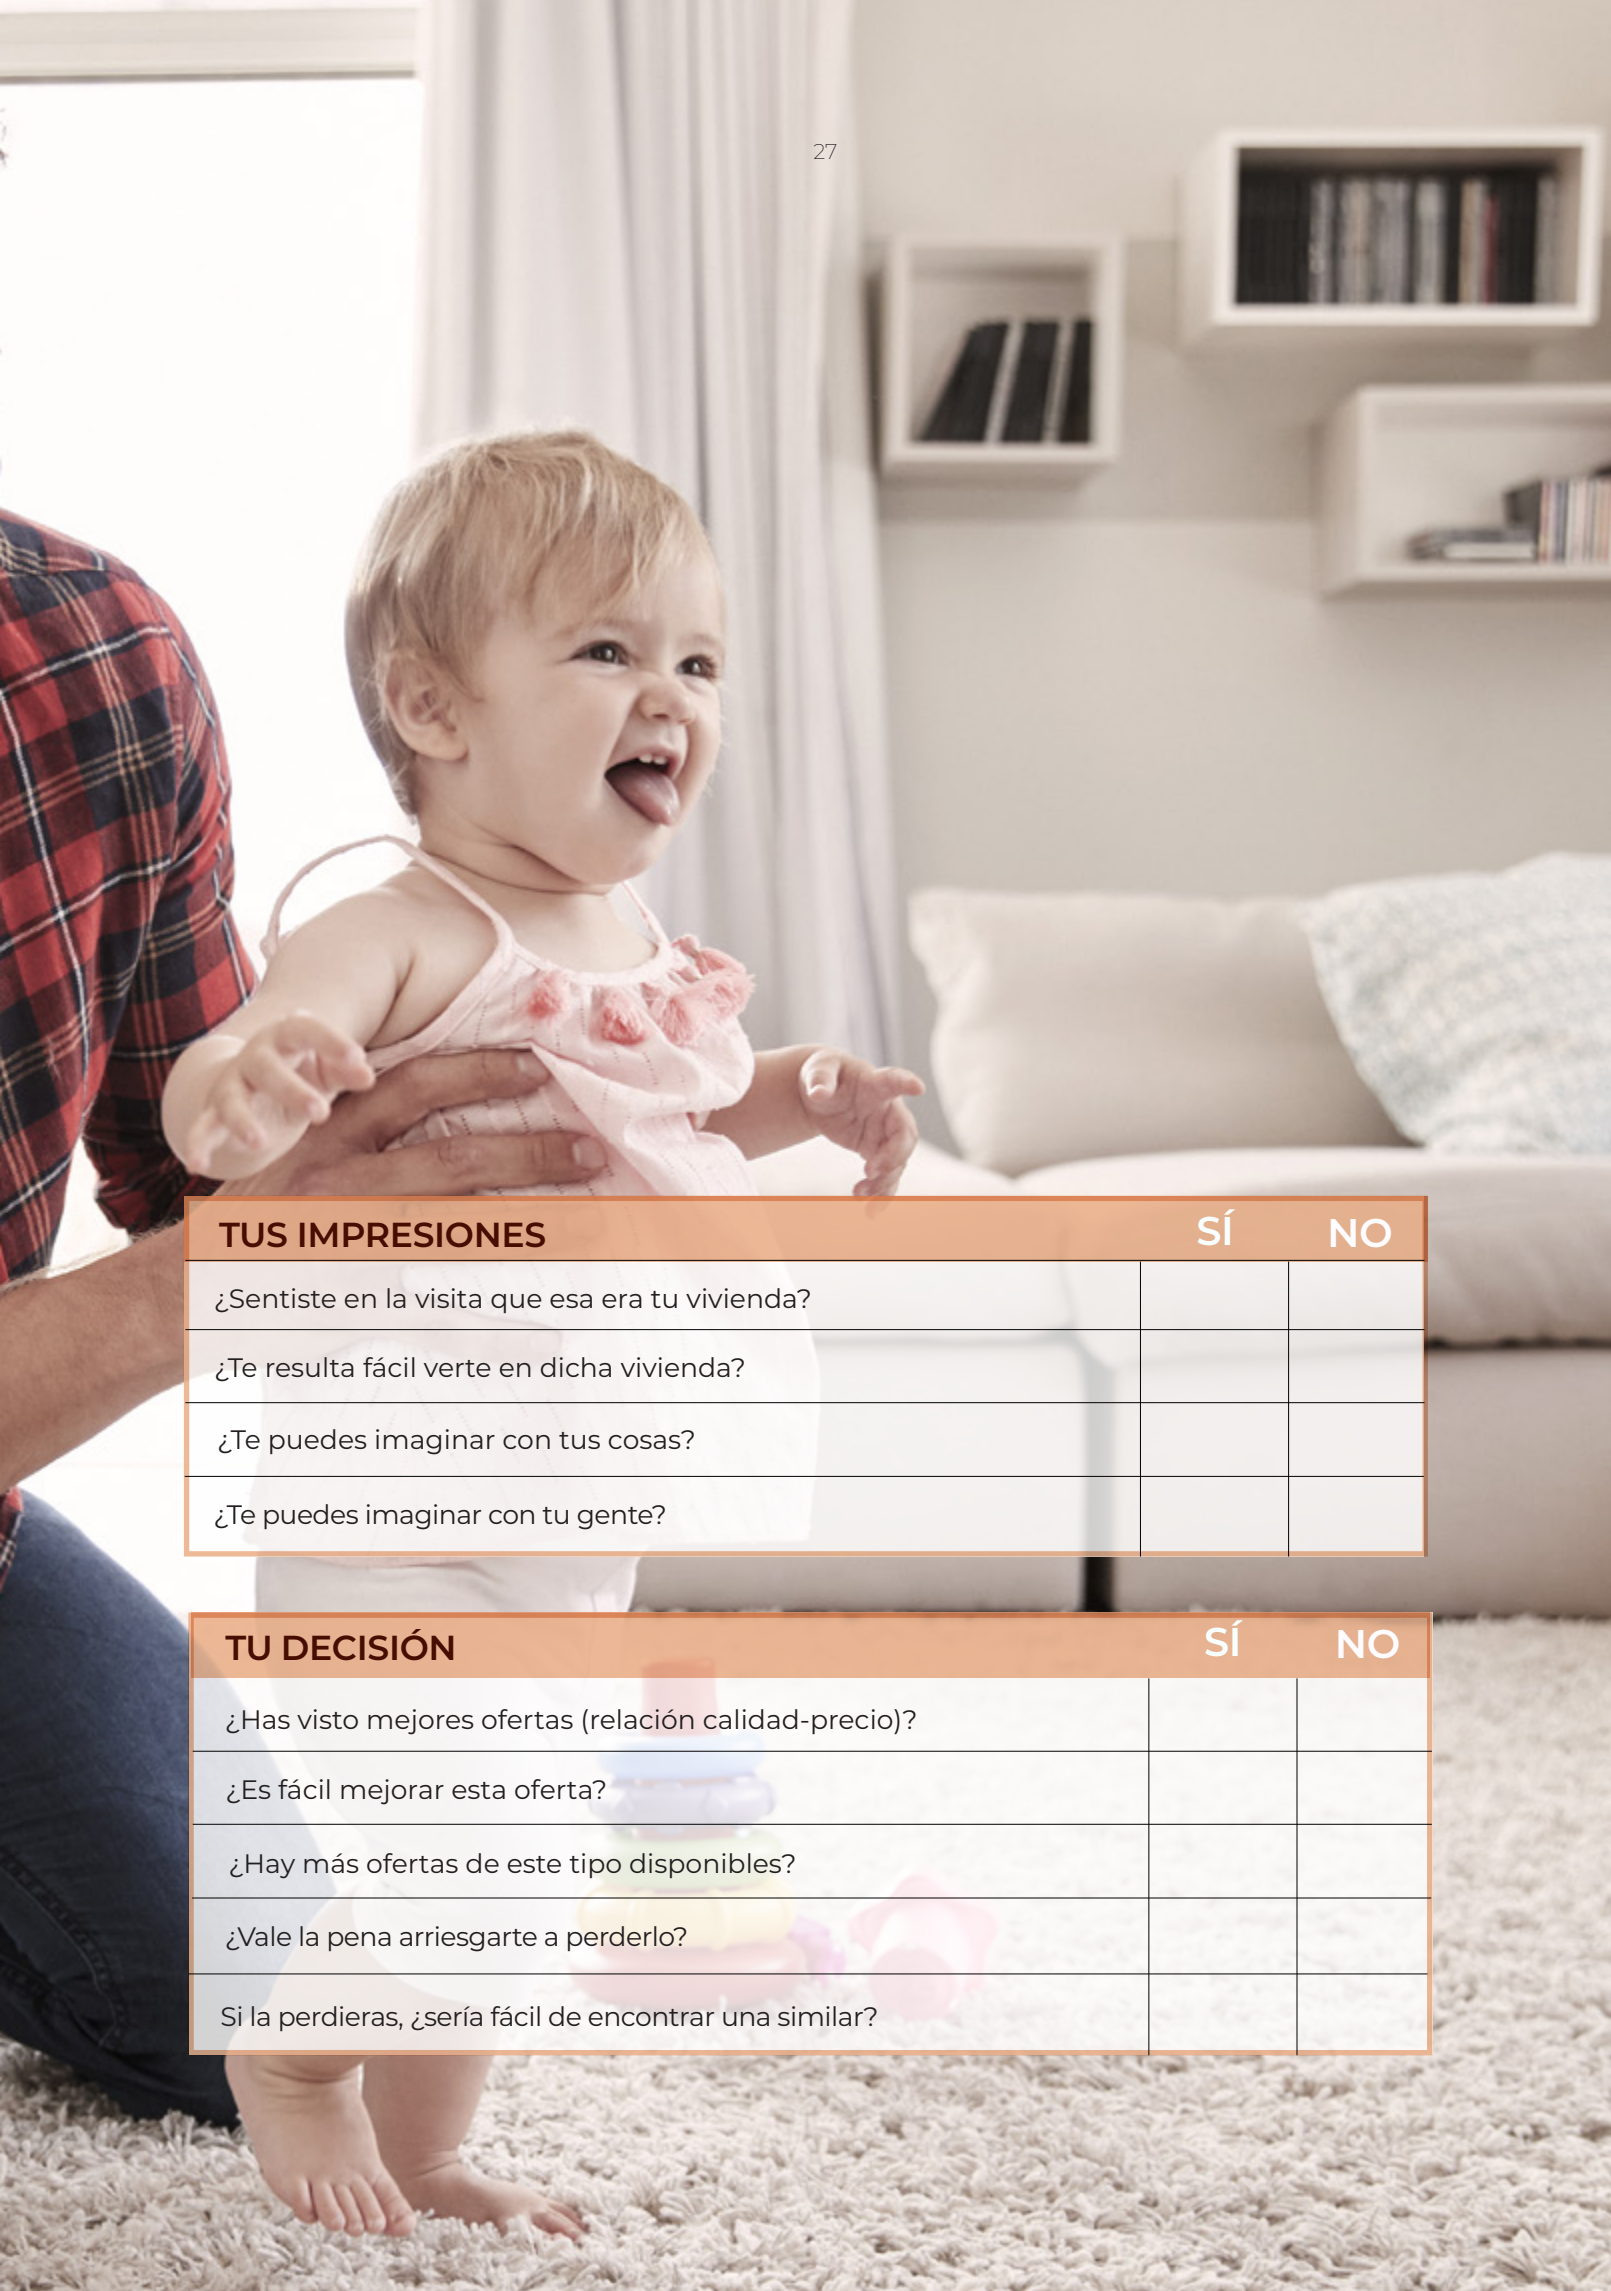 27
TUS IMPRESIONES SÍ NO
¿Sentiste en la visita que esa era tu vivienda?
¿Te resulta fácil verte en dicha vivienda?
¿Te puedes imaginar con tus cosas?
¿Te puedes imaginar con tu gente?
TU DECISIÓN SÍ NO
¿Has visto mejores ofertas (relación calidad-precio)?
¿Es fácil mejorar esta oferta?
¿Hay más ofertas de este tipo disponibles?
¿Vale la pena arriesgarte a perderlo?
Si la perdieras, ¿sería fácil de encontrar una similar?